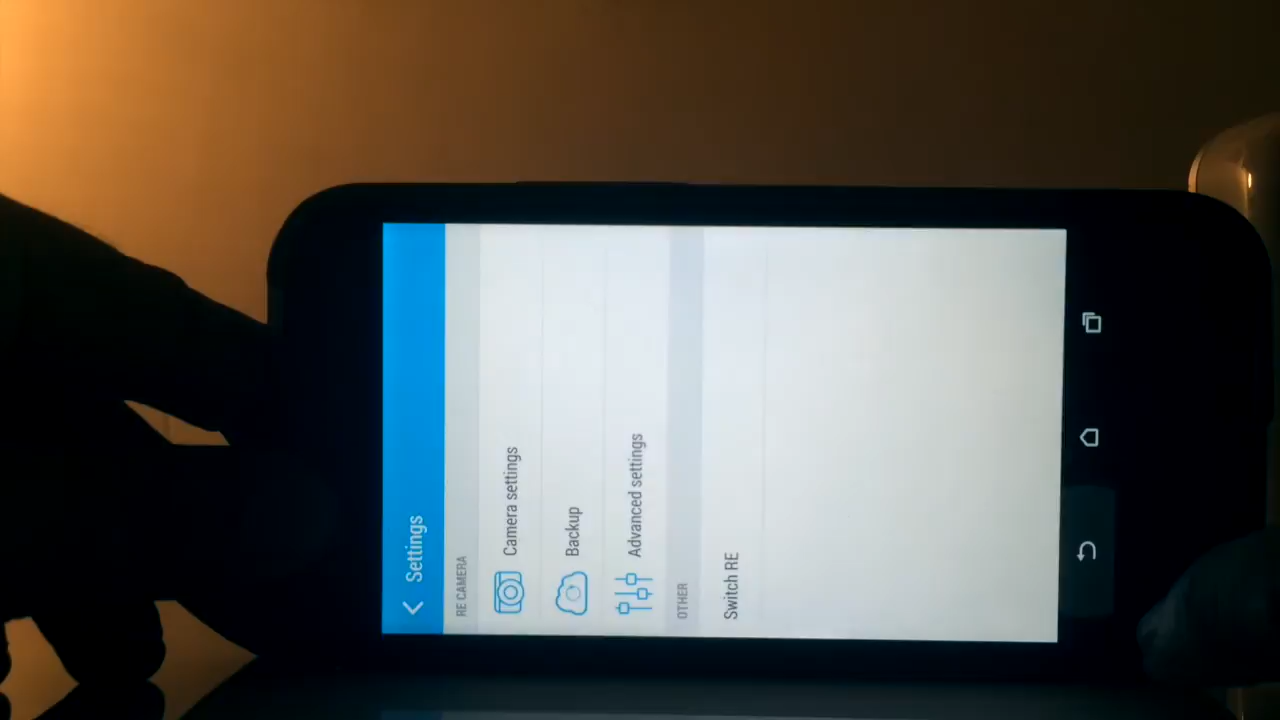 Settings
RE CAMERA
Camera settings
Backup
Advanced settings
OTHER
Switch RE